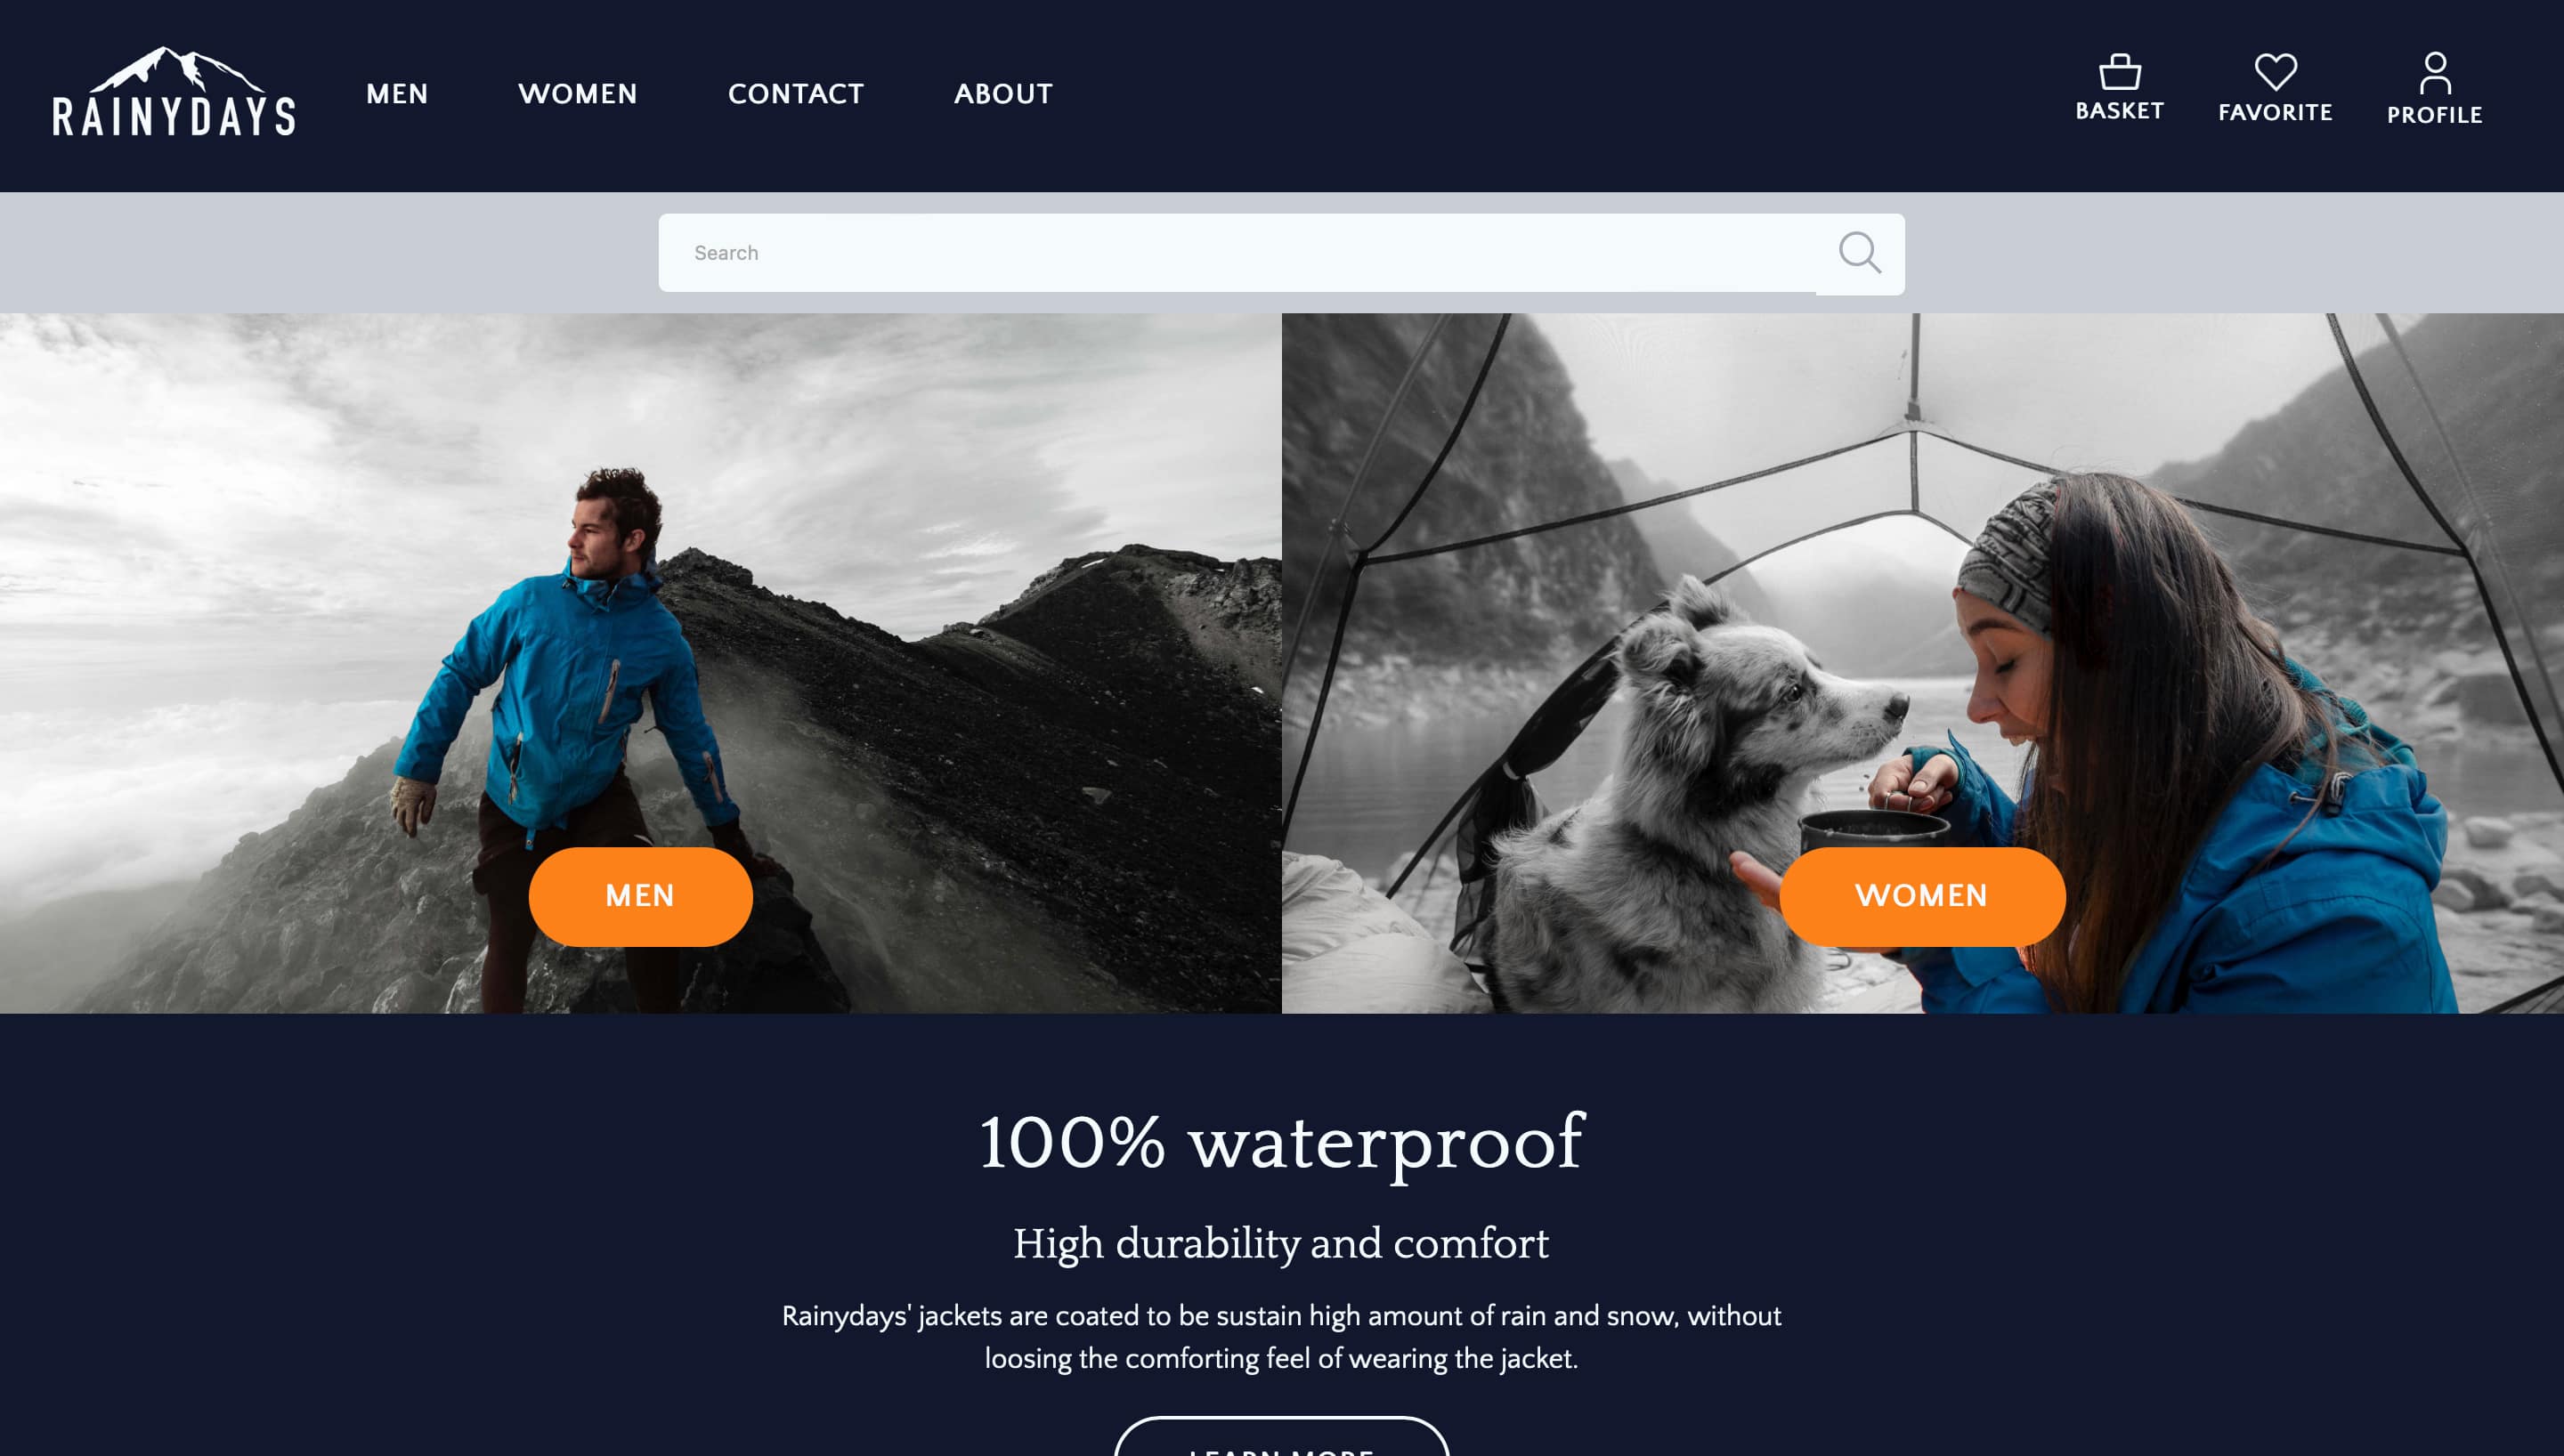 RAINYDAYS
MEN
WOMEN
CONTACT
ABOUT
BASKET
FAVORITE
PROFILE
Search
MEN
WOMEN
100% waterproof
High durability and comfort
Rainydays' jackets are coated to be sustain high amount of rain and snow, without
loosing the comforting feel of wearing the jacket.
LEARN MORE